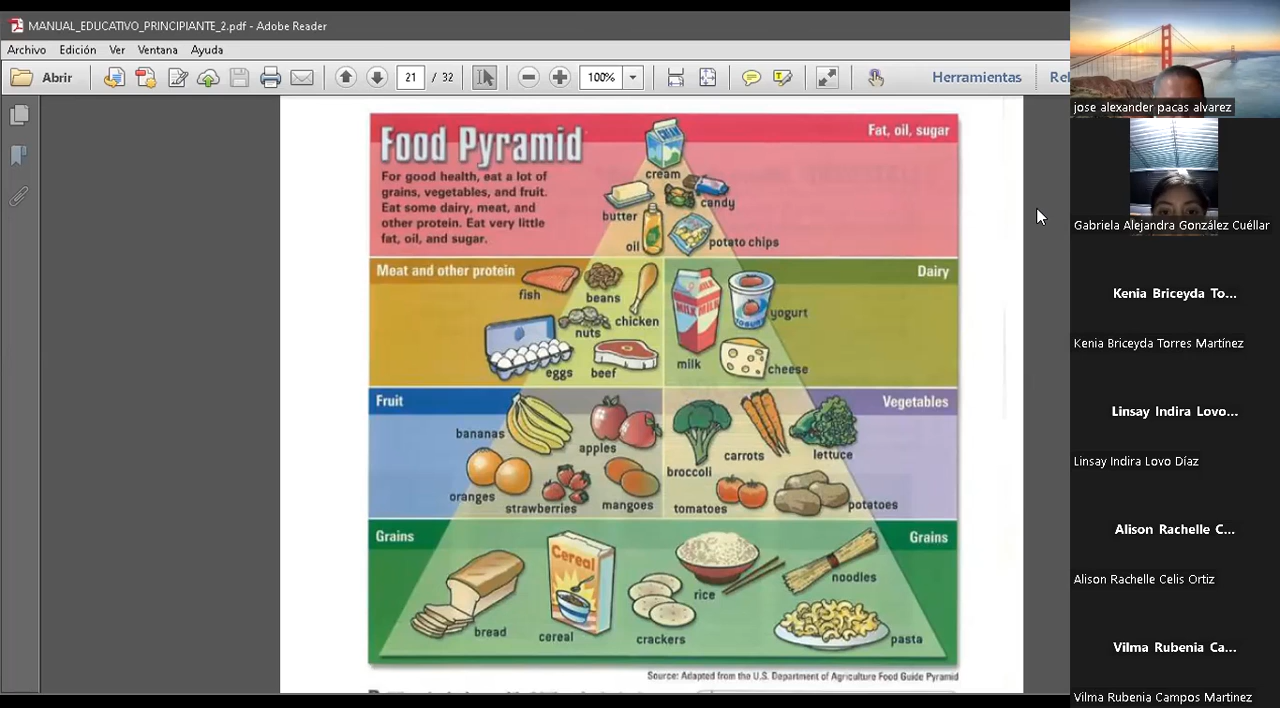 MANUAL_EDUCATIVO_PRINCIPIANTE_2.pdf - Adobe Reader
Archivo Edición Ver Ventana Ayuda
Abrir
21 / 32
100%
Herramientas
Food Pyramid
For good health, eat a lot of
grains, vegetables, and fruit.
Eat some dairy, meat, and
other protein. Eat very little
fat, oil, and sugar.
Fat, oil, sugar
CREAM
cream
butter
candy
oil
potato chips
Meat and other protein
fish
beans
chicken
nuts
eggs
beef
Dairy
MILK
MILK MILK
milk
YOGURT
yogurt
cheese
Fruit
bananas
apples
oranges
strawberries
mangoes
Vegetables
broccoli
carrots
lettuce
tomatoes
potatoes
Grains
Grains
bread
Cereal
cereal
crackers
rice
noodles
pasta
Source: Adapted from the U.S. Department of Agriculture Food Guide Pyramid
jose alexander pacas alvarez
Gabriela Alejandra González Cuéllar
Kenia Briceyda To...
Kenia Briceyda Torres Martínez
Linsay Indira Lovo...
Linsay Indira Lovo Díaz
Alison Rachelle C...
Alison Rachelle Celis Ortiz
Vilma Rubenia Ca...
Vilma Rubenia Campos Martinez